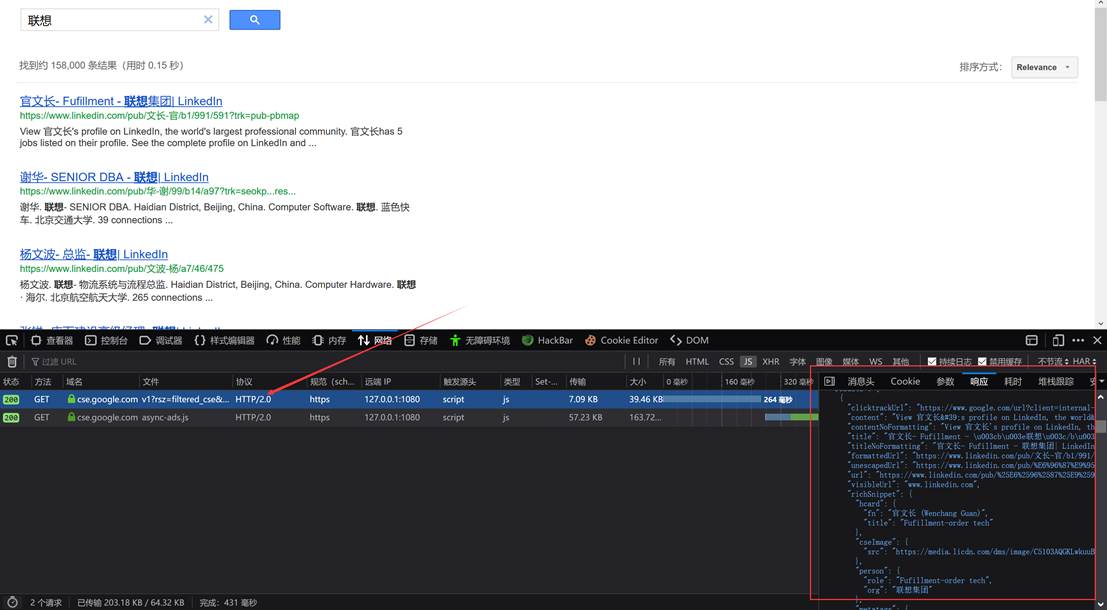 联想
找到约 158,000 条结果（用时 0.15 秒）
排序方式： Relevance
官文长- Fufillment - 联想集团| LinkedIn
https://www.linkedin.com/pub/文长-官/b1/991/591?trk=pub-pbmap
View 官文长's profile on LinkedIn, the world's largest professional community. 官文长has 5
jobs listed on their profile. See the complete profile on LinkedIn and ...
谢华- SENIOR DBA - 联想| LinkedIn
https://www.linkedin.com/pub/华-谢/99/b14/a97?trk=seokp...res...
谢华. 联想- SENIOR DBA. Haidian District, Beijing, China. Computer Software. 联想. 蓝色快
车. 北京交通大学. 39 connections ...
杨文波- 总监- 联想| LinkedIn
https://www.linkedin.com/pub/文波-杨/a7/46/475
杨文波. 联想- 物流系统与流程总监. Haidian District, Beijing, China. Computer Hardware. 联想
· 海尔. 北京航空航天大学. 265 connections ...
查看器 控制台 调试器 样式编辑器 性能 内存 网络 存储 无障碍环境 HackBar Cookie Editor DOM
过滤 URL 所有 HTML CSS JS XHR 字体 图像 媒体 WS 其他 持续日志 禁用缓存 不节流 HAR
状态 方法 域名 文件 协议 规范 (sch... 远端 IP 触发源头 类型 Set-... 传输 大小 0 毫秒 160 毫秒 320 毫秒
200 GET cse.google.com v1?rsz=filtered_cse&... HTTP/2.0 https 127.0.0.1:1080 script js 7.09 KB 39.46 KB 264 毫秒
200 GET cse.google.com async-ads.js HTTP/2.0 https 127.0.0.1:1080 script js 57.23 KB 163.72...
消息头 Cookie 参数 响应 耗时 堆栈跟踪
{
"clicktrackUrl": "https://www.google.com/url?client=internal-
"content": "View 官文长&#39;s profile on LinkedIn, the world&
"contentNoFormatting": "View 官文长's profile on LinkedIn, th
"title": "官文长- Fufillment - \u003cb\u003e联想\u003c/b\u003
"titleNoFormatting": "官文长- Fufillment - 联想集团| LinkedIn
"formattedUrl": "https://www.linkedin.com/pub/文长-官/b1/991/
"unescapedUrl": "https://www.linkedin.com/pub/%E6%96%87%E9%95
"url": "https://www.linkedin.com/pub/%25E6%2596%2587%25E9%259
"visibleUrl": "www.linkedin.com",
"richSnippet": {
"hcard": {
"fn": "官文长 (Wenchang Guan)",
"title": "Fufillment-order tech"
},
"cseImage": {
"src": "https://media.licdn.com/dms/image/C5103AQGKLwkuuB
},
"person": {
"role": "Fufillment-order tech",
"org": "联想集团"
},
2 个请求 已传输 203.18 KB / 64.32 KB 完成：431 毫秒